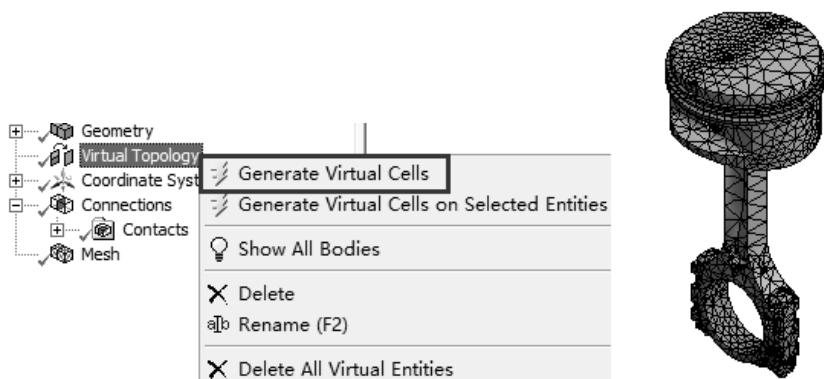 Geometry
Virtual Topology
Coordinate Syst
Connections
Contacts
Mesh
Generate Virtual Cells
Generate Virtual Cells on Selected Entities
Show All Bodies
Delete
Rename (F2)
Delete All Virtual Entities